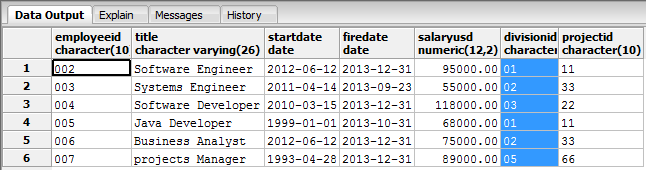 Data Output Explain Messages History
employeeid title startdate firedate salaryusd divisionid projectid
character(10 character varying(26) date date numeric(12,2) character character(10)
1 002 Software Engineer 2012-06-12 2013-12-31 95000.00 01 11
2 003 Systems Engineer 2011-04-14 2013-09-23 55000.00 02 33
3 004 Software Developer 2010-03-15 2013-12-31 118000.00 03 22
4 005 Java Developer 1999-01-01 2013-10-31 68000.00 01 11
5 006 Business Analyst 2012-06-12 2013-12-31 75000.00 02 33
6 007 projects Manager 1993-04-28 2013-12-31 89000.00 05 66